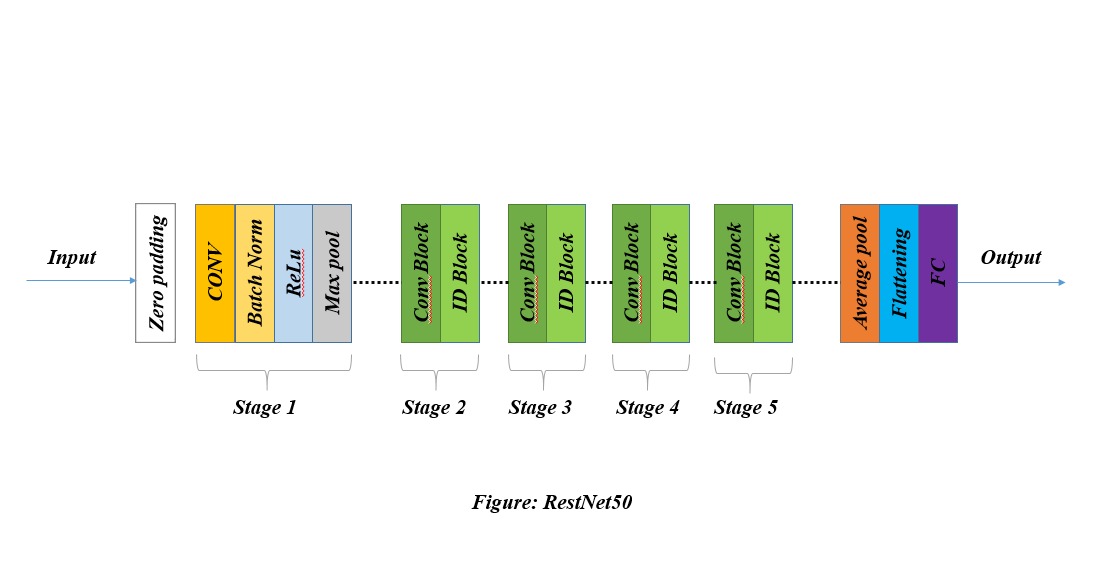 Input
Zero padding
CONV
Batch Norm
ReLu
Max pool
Conv Block
ID Block
Conv Block
ID Block
Conv Block
ID Block
Conv Block
ID Block
Average pool
Flattening
FC
Output
Stage 1
Stage 2
Stage 3
Stage 4
Stage 5
Figure: RestNet50